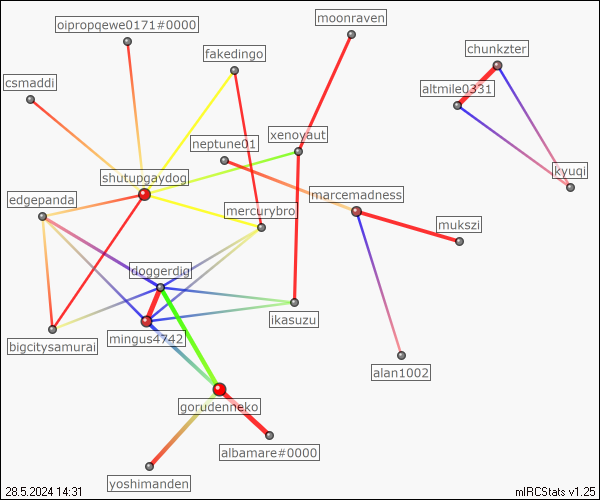 moonraven
oipropqewe0171#0000
chunkzter
fakedingo
csmaddi
altmile0331
xenoyaut
neptune01
kyuqi
shutupgaydog
marcemadness
edgepanda
mercurybro
mukszi
doggerdig
ikasuzu
mingus4742
bigcitysamurai
alan1002
gorudenneko
albamare#0000
yoshimanden
28.5.2024 14:31
mIRCStats v1.25